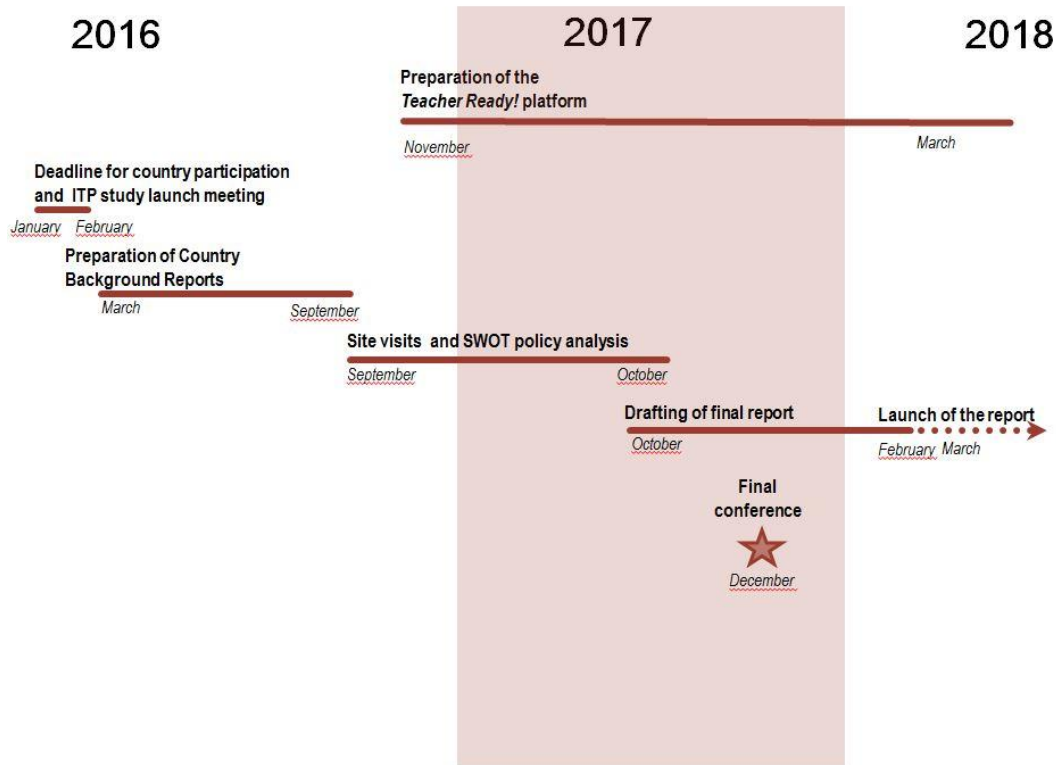 2016
2017
2018
Preparation of the
Teacher Ready! platform
November
March
Deadline for country participation
and ITP study launch meeting
January
February
Preparation of Country
Background Reports
March
September
Site visits and SWOT policy analysis
September
October
Drafting of final report
Launch of the report
October
February
March
Final
conference
December